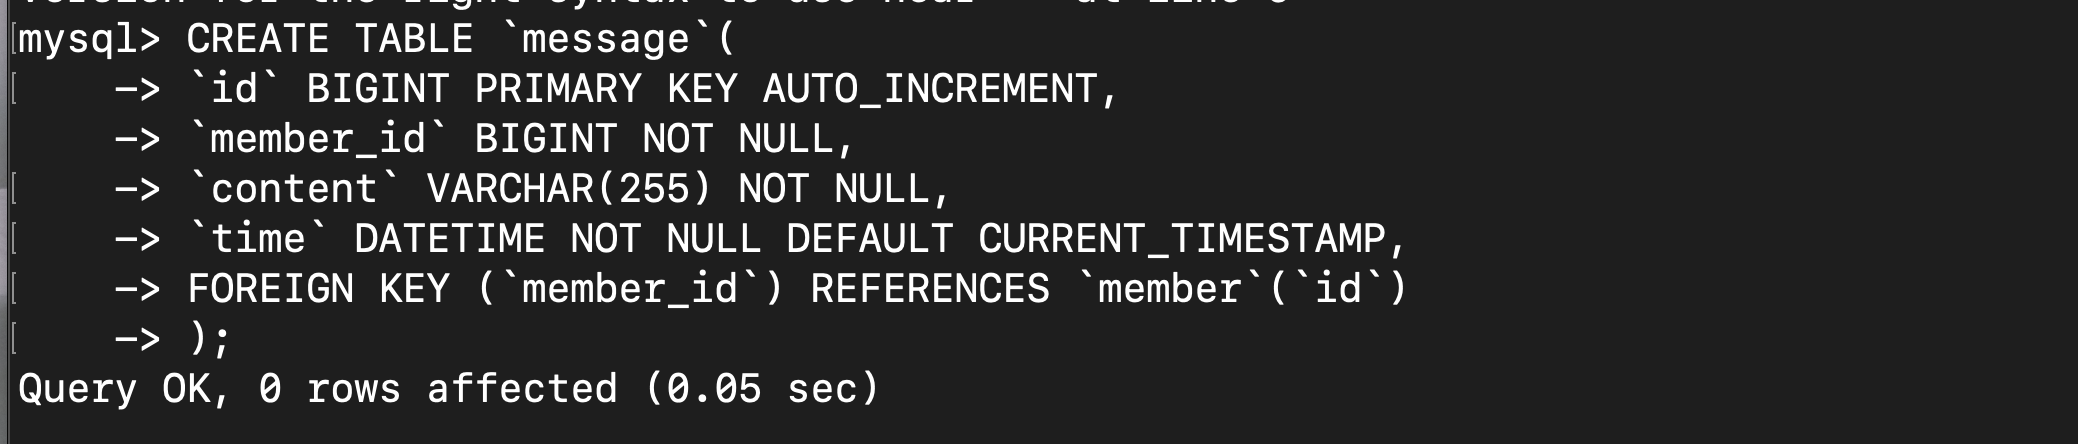 mysql> CREATE TABLE `message`(
    -> `id` BIGINT PRIMARY KEY AUTO_INCREMENT,
    -> `member_id` BIGINT NOT NULL,
    -> `content` VARCHAR(255) NOT NULL,
    -> `time` DATETIME NOT NULL DEFAULT CURRENT_TIMESTAMP,
    -> FOREIGN KEY (`member_id`) REFERENCES `member`(`id`)
    -> );
Query OK, 0 rows affected (0.05 sec)